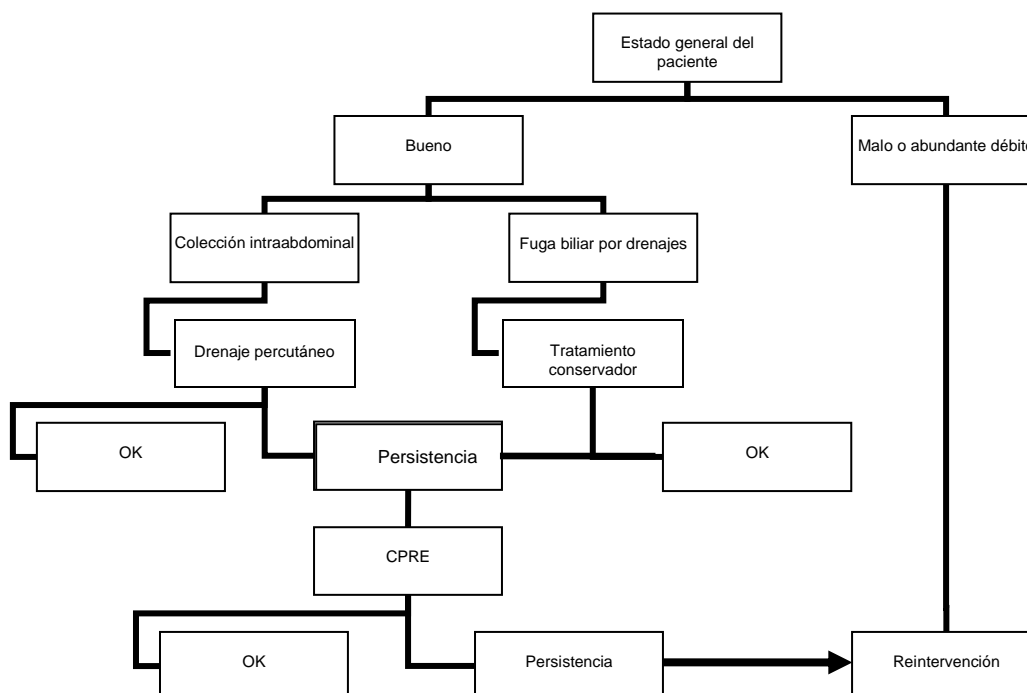 Estado general del
paciente
Bueno
Malo o abundante débito
Colección intraabdominal
Fuga biliar por drenajes
Drenaje percutáneo
Tratamiento
conservador
OK
Persistencia
OK
CPRE
OK
Persistencia
Reintervención